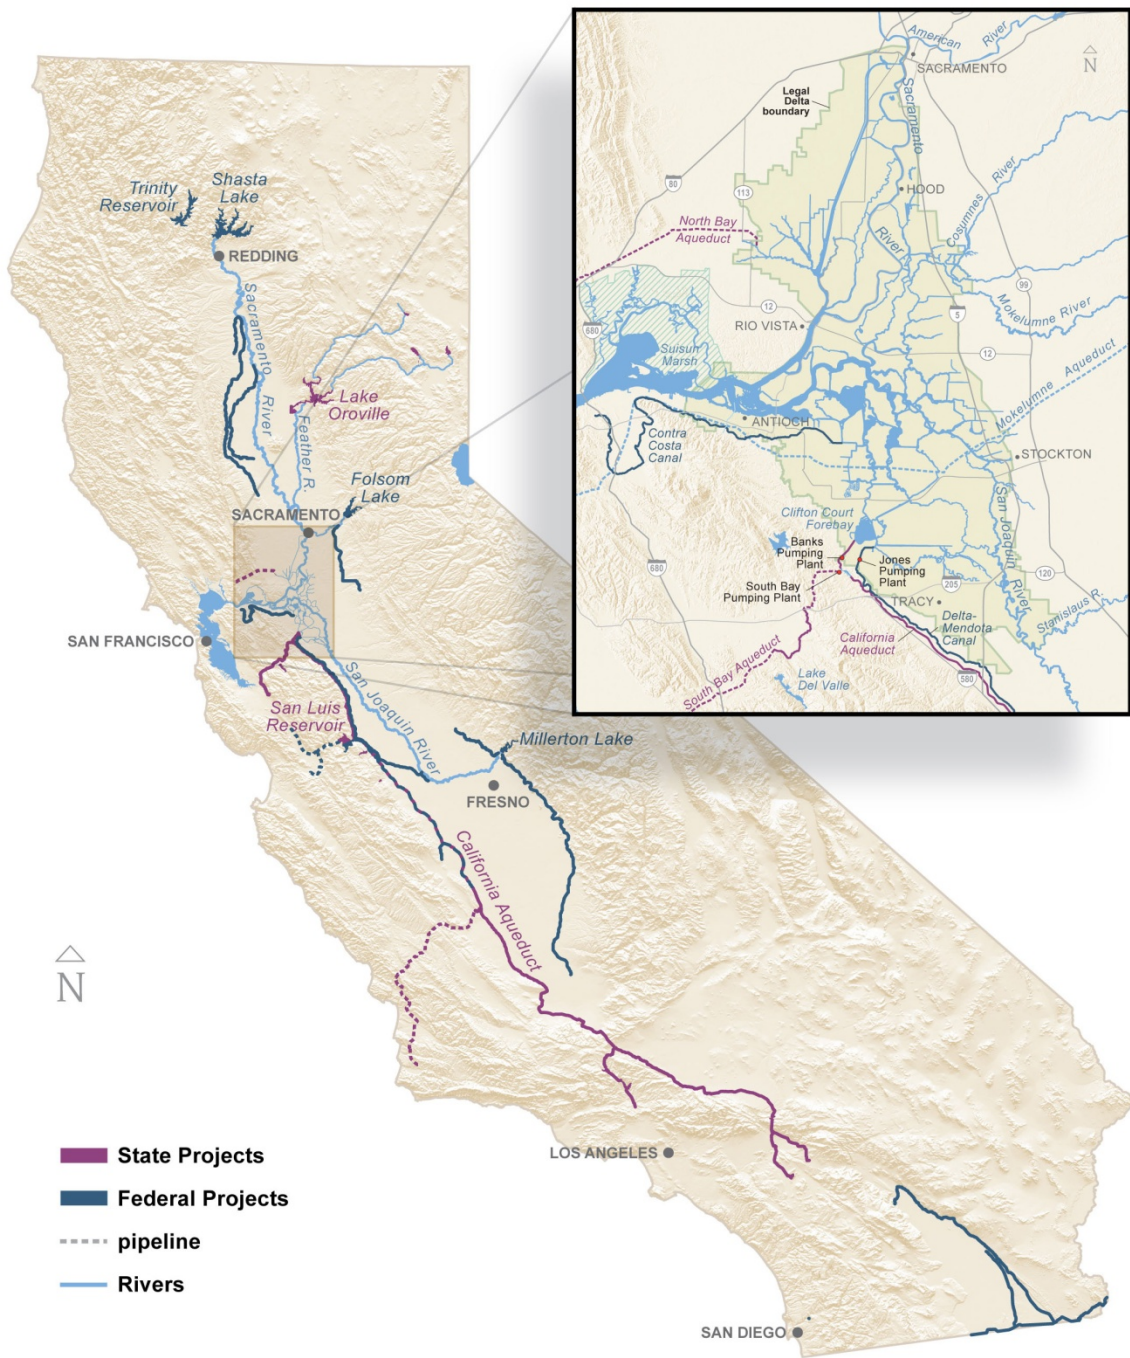 Trinity
Reservoir
Shasta
Lake
REDDING
Sacramento
River
Lake
Oroville
Feather R.
Folsom
Lake
SACRAMENTO
SAN FRANCISCO
San Joaquin
River
San Luis
Reservoir
Millerton Lake
FRESNO
California Aqueduct
N
LOS ANGELES
SAN DIEGO
State Projects
Federal Projects
pipeline
Rivers
American
River
N
SACRAMENTO
Legal
Delta
boundary
Sacramento
River
80
113
HOOD
Cosumnes
River
North Bay
Aqueduct
99
Mokelumne River
5
12
680
RIO VISTA
Suisun
Marsh
12
Mokelumne
Aqueduct
ANTIOCH
Contra
Costa
Canal
STOCKTON
San Joaquin
River
Clifton Court
Forebay
Banks
Pumping
Plant
Jones
Pumping
Plant
680
South Bay
Pumping Plant
205
120
TRACY
Stanislaus R.
Delta-
Mendota
Canal
California
Aqueduct
South Bay Aqueduct
Lake
Del Valle
580